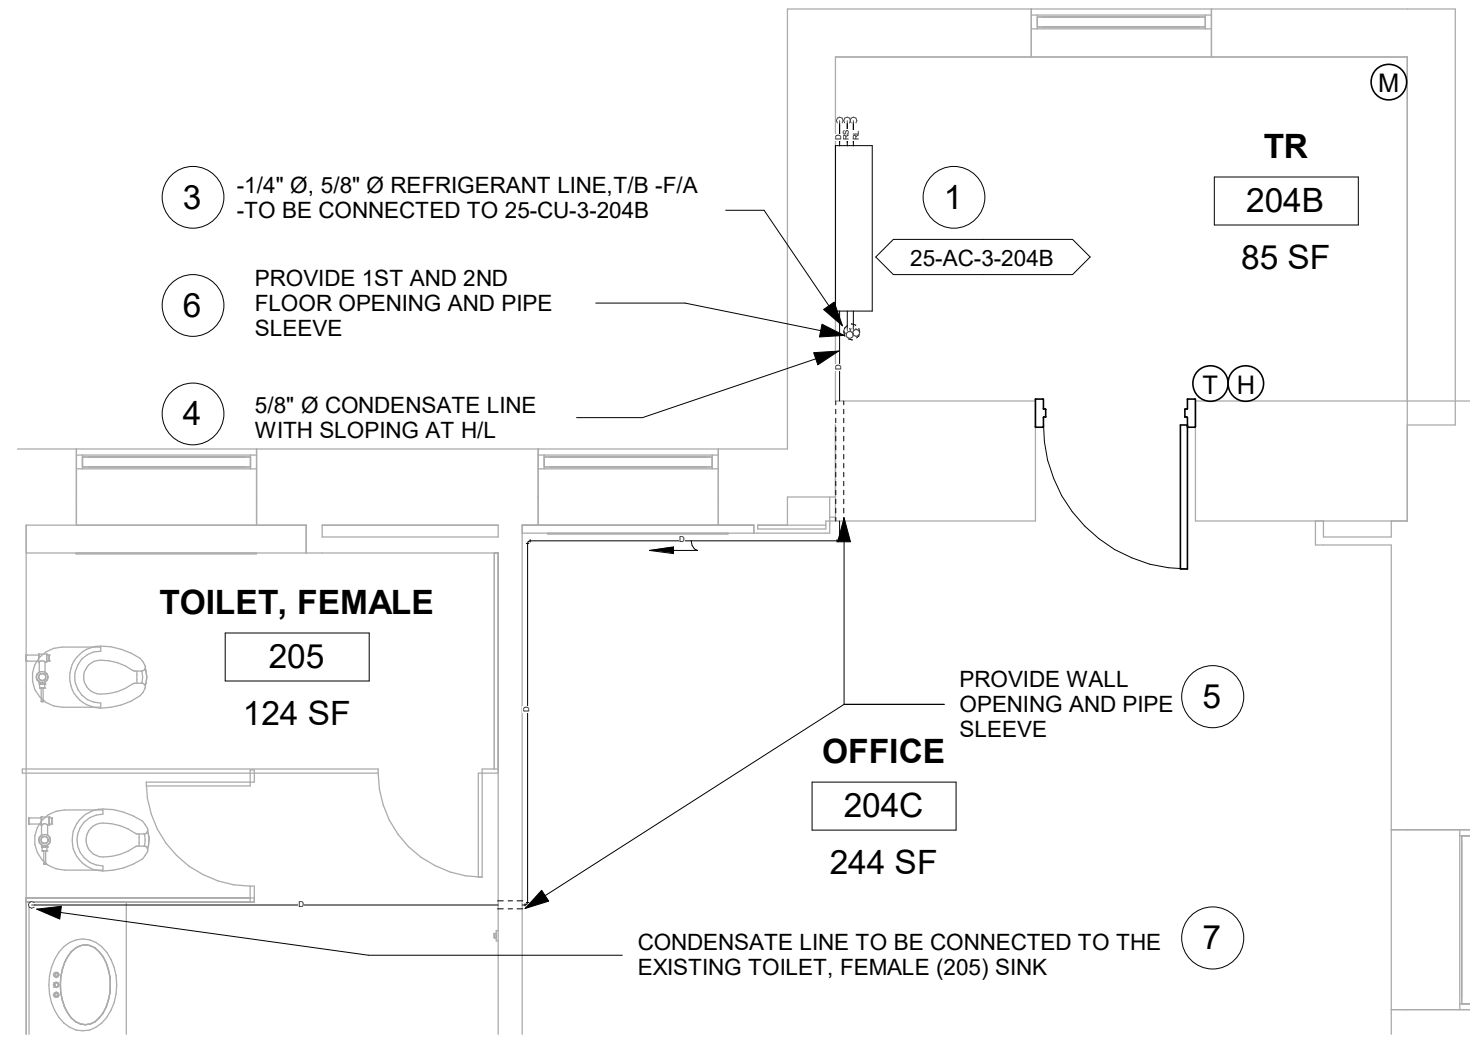 M
TR
204B
85 SF
D
RS
RL
3
-1/4" Ø, 5/8" Ø REFRIGERANT LINE,T/B -F/A
-TO BE CONNECTED TO 25-CU-3-204B
1
25-AC-3-204B
6
PROVIDE 1ST AND 2ND
FLOOR OPENING AND PIPE
SLEEVE
4
5/8" Ø CONDENSATE LINE
WITH SLOPING AT H/L
D
T
H
D
TOILET, FEMALE
205
124 SF
D
5
PROVIDE WALL
OPENING AND PIPE
SLEEVE
OFFICE
204C
244 SF
D
7
CONDENSATE LINE TO BE CONNECTED TO THE
EXISTING TOILET, FEMALE (205) SINK